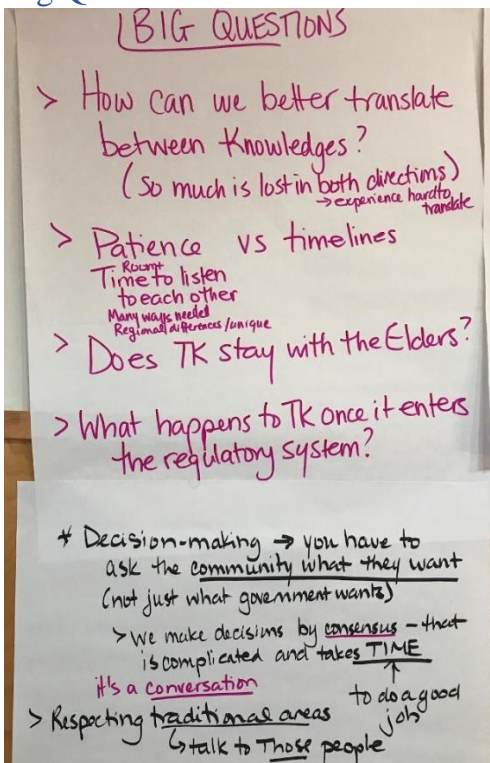 BIG QUESTIONS
> How can we better translate
between Knowledges?
(So much is lost in both directions)
→ experience hard to
translate
> Patience vs timelines
Room?
Time to listen
to each other
Many ways needed
Regional differences / unique
> Does TK stay with the Elders?
> What happens to TK once it enters
the regulatory system?
* Decision-making → you have to
ask the community what they want
(not just what government wants)
> we make decisions by consensus – that
is complicated and takes TIME
it's a conversation
to do a good
job
> Respecting traditional areas
↳ talk to Those people